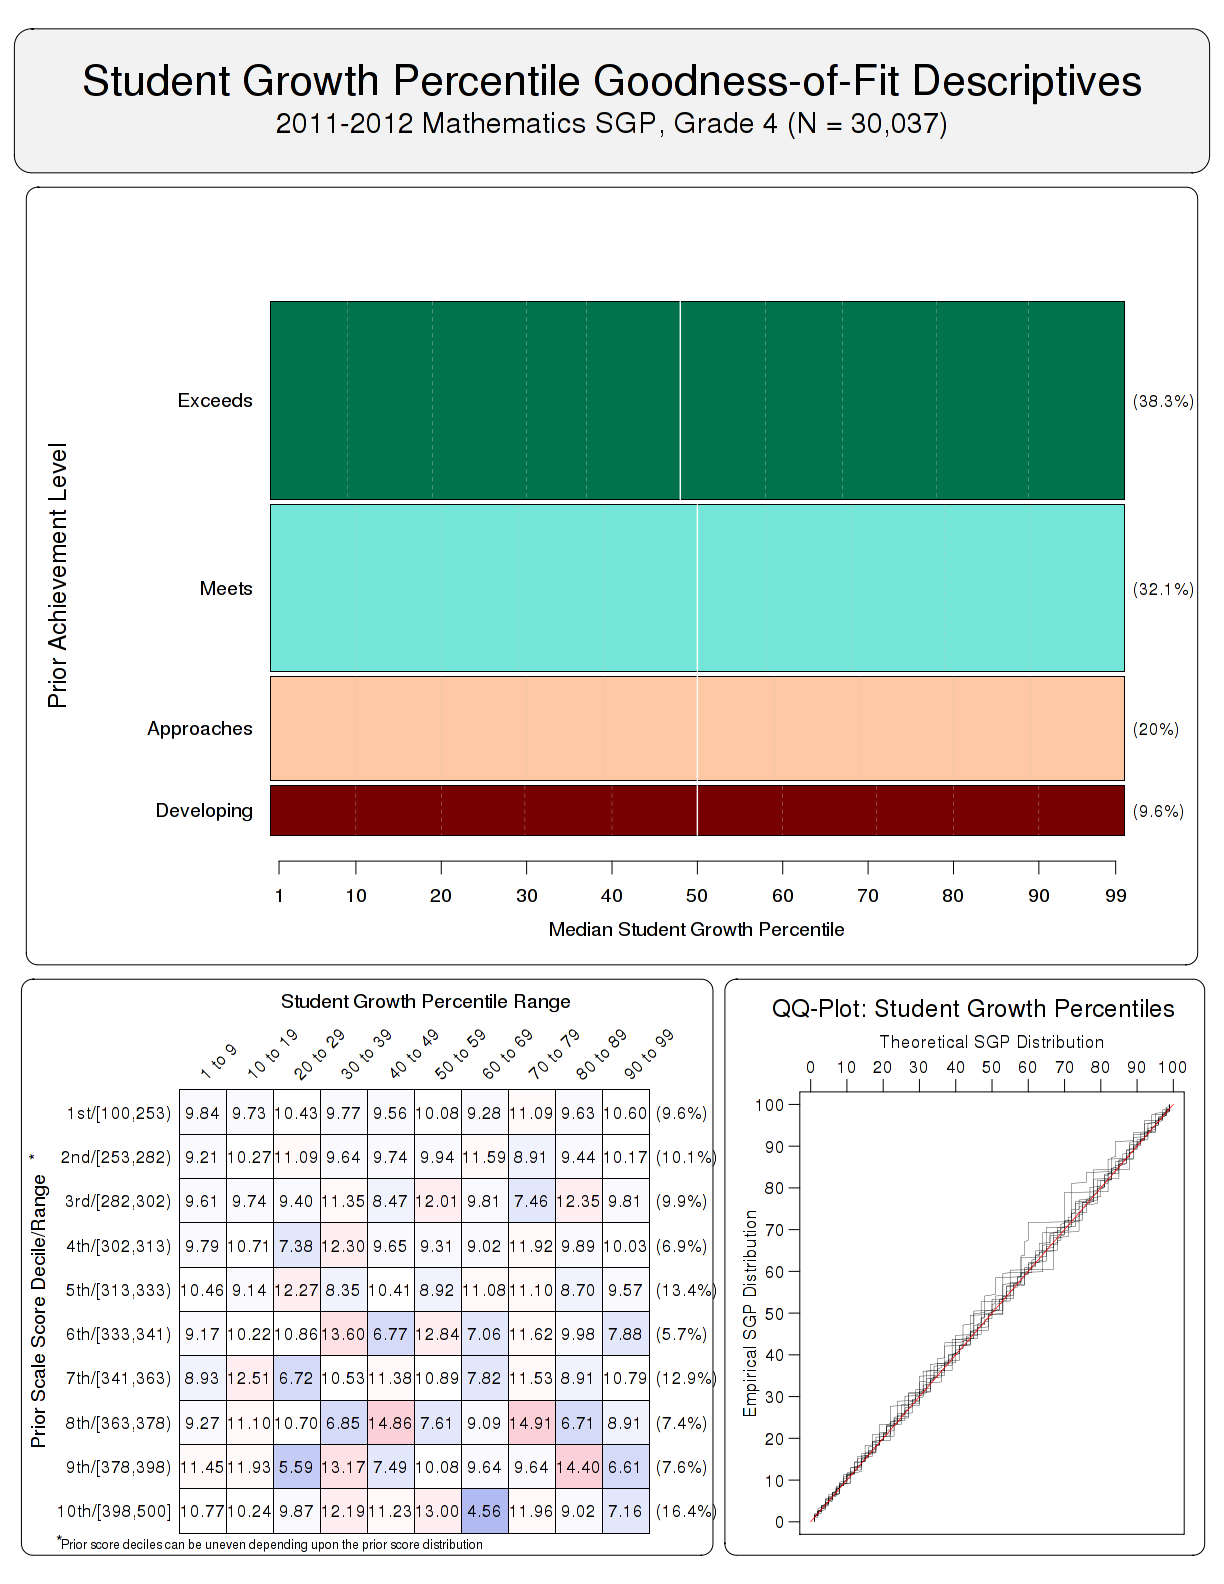 Student Growth Percentile Goodness-of-Fit Descriptives
2011-2012 Mathematics SGP, Grade 4 (N = 30,037)
Prior Achievement Level
Exceeds (38.3%)
Meets (32.1%)
Approaches (20%)
Developing (9.6%)
1 10 20 30 40 50 60 70 80 90 99
Median Student Growth Percentile
Student Growth Percentile Range
1 to 9 10 to 19 20 to 29 30 to 39 40 to 49 50 to 59 60 to 69 70 to 79 80 to 89 90 to 99
Prior Scale Score Decile/Range *
1st/[100,253) 9.84 9.73 10.43 9.77 9.56 10.08 9.28 11.09 9.63 10.60 (9.6%)
2nd/[253,282) 9.21 10.27 11.09 9.64 9.74 9.94 11.59 8.91 9.44 10.17 (10.1%)
3rd/[282,302) 9.61 9.74 9.40 11.35 8.47 12.01 9.81 7.46 12.35 9.81 (9.9%)
4th/[302,313) 9.79 10.71 7.38 12.30 9.65 9.31 9.02 11.92 9.89 10.03 (6.9%)
5th/[313,333) 10.46 9.14 12.27 8.35 10.41 8.92 11.08 11.10 8.70 9.57 (13.4%)
6th/[333,341) 9.17 10.22 10.86 13.60 6.77 12.84 7.06 11.62 9.98 7.88 (5.7%)
7th/[341,363) 8.93 12.51 6.72 10.53 11.38 10.89 7.82 11.53 8.91 10.79 (12.9%)
8th/[363,378) 9.27 11.10 10.70 6.85 14.86 7.61 9.09 14.91 6.71 8.91 (7.4%)
9th/[378,398) 11.45 11.93 5.59 13.17 7.49 10.08 9.64 9.64 14.40 6.61 (7.6%)
10th/[398,500] 10.77 10.24 9.87 12.19 11.23 13.00 4.56 11.96 9.02 7.16 (16.4%)
*Prior score deciles can be uneven depending upon the prior score distribution
QQ-Plot: Student Growth Percentiles
Theoretical SGP Distribution
0 10 20 30 40 50 60 70 80 90 100
Empirical SGP Distribution
100
90
80
70
60
50
40
30
20
10
0